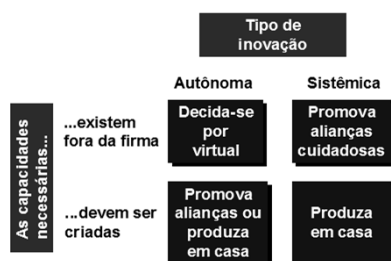 Tipo de
inovação
Autônoma
Sistêmica
As capacidades
necessárias...
...existem
fora da firma
Decida-se
por
virtual
Promova
alianças
cuidadosas
...devem ser
criadas
Promova
alianças ou
produza
em casa
Produza
em casa